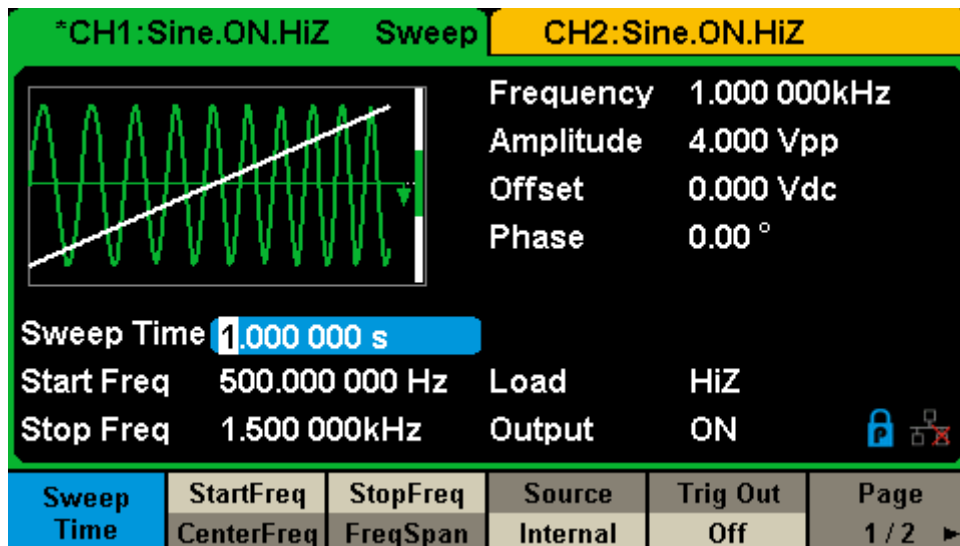 *CH1:Sine.ON.HiZ Sweep CH2:Sine.ON.HiZ
Frequency 1.000 000kHz
Amplitude 4.000 Vpp
Offset 0.000 Vdc
Phase 0.00 °
Sweep Time 1.000 000 s
Start Freq 500.000 000 Hz Load HiZ
Stop Freq 1.500 000kHz Output ON P
Sweep Time StartFreq CenterFreq StopFreq FreqSpan Source Internal Trig Out Off Page 1 / 2 ►